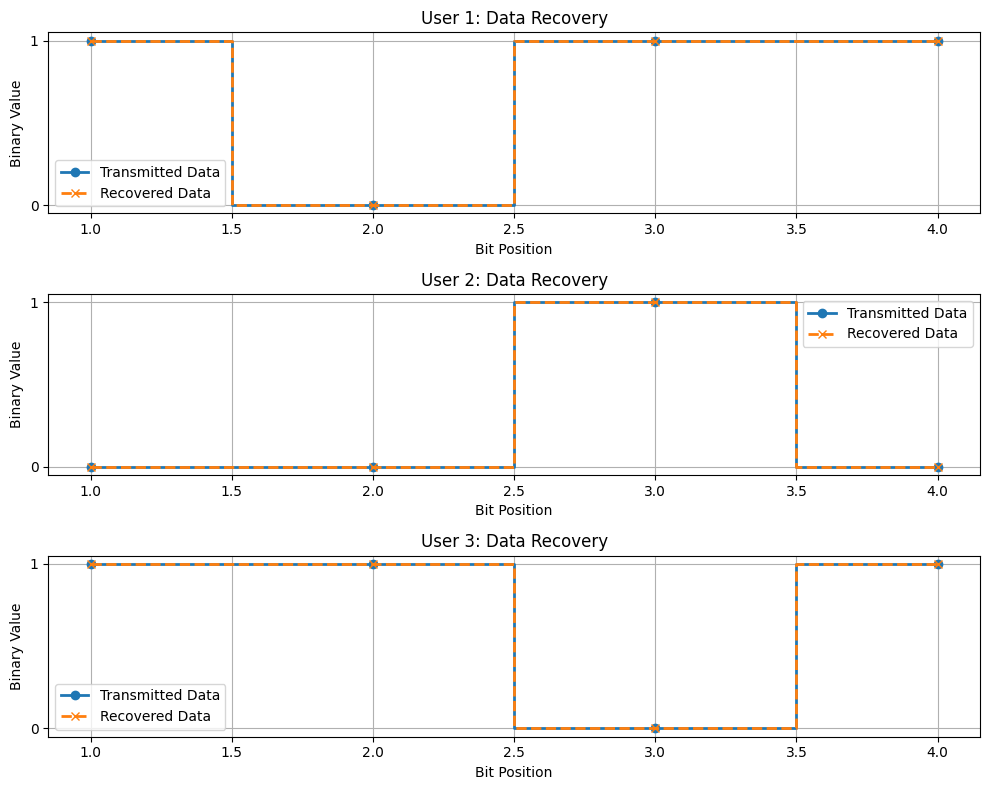 User 1: Data Recovery
1
Binary Value
0
Transmitted Data
Recovered Data
1.0 1.5 2.0 2.5 3.0 3.5 4.0
Bit Position
User 2: Data Recovery
1
Binary Value
0
Transmitted Data
Recovered Data
1.0 1.5 2.0 2.5 3.0 3.5 4.0
Bit Position
User 3: Data Recovery
1
Binary Value
0
Transmitted Data
Recovered Data
1.0 1.5 2.0 2.5 3.0 3.5 4.0
Bit Position